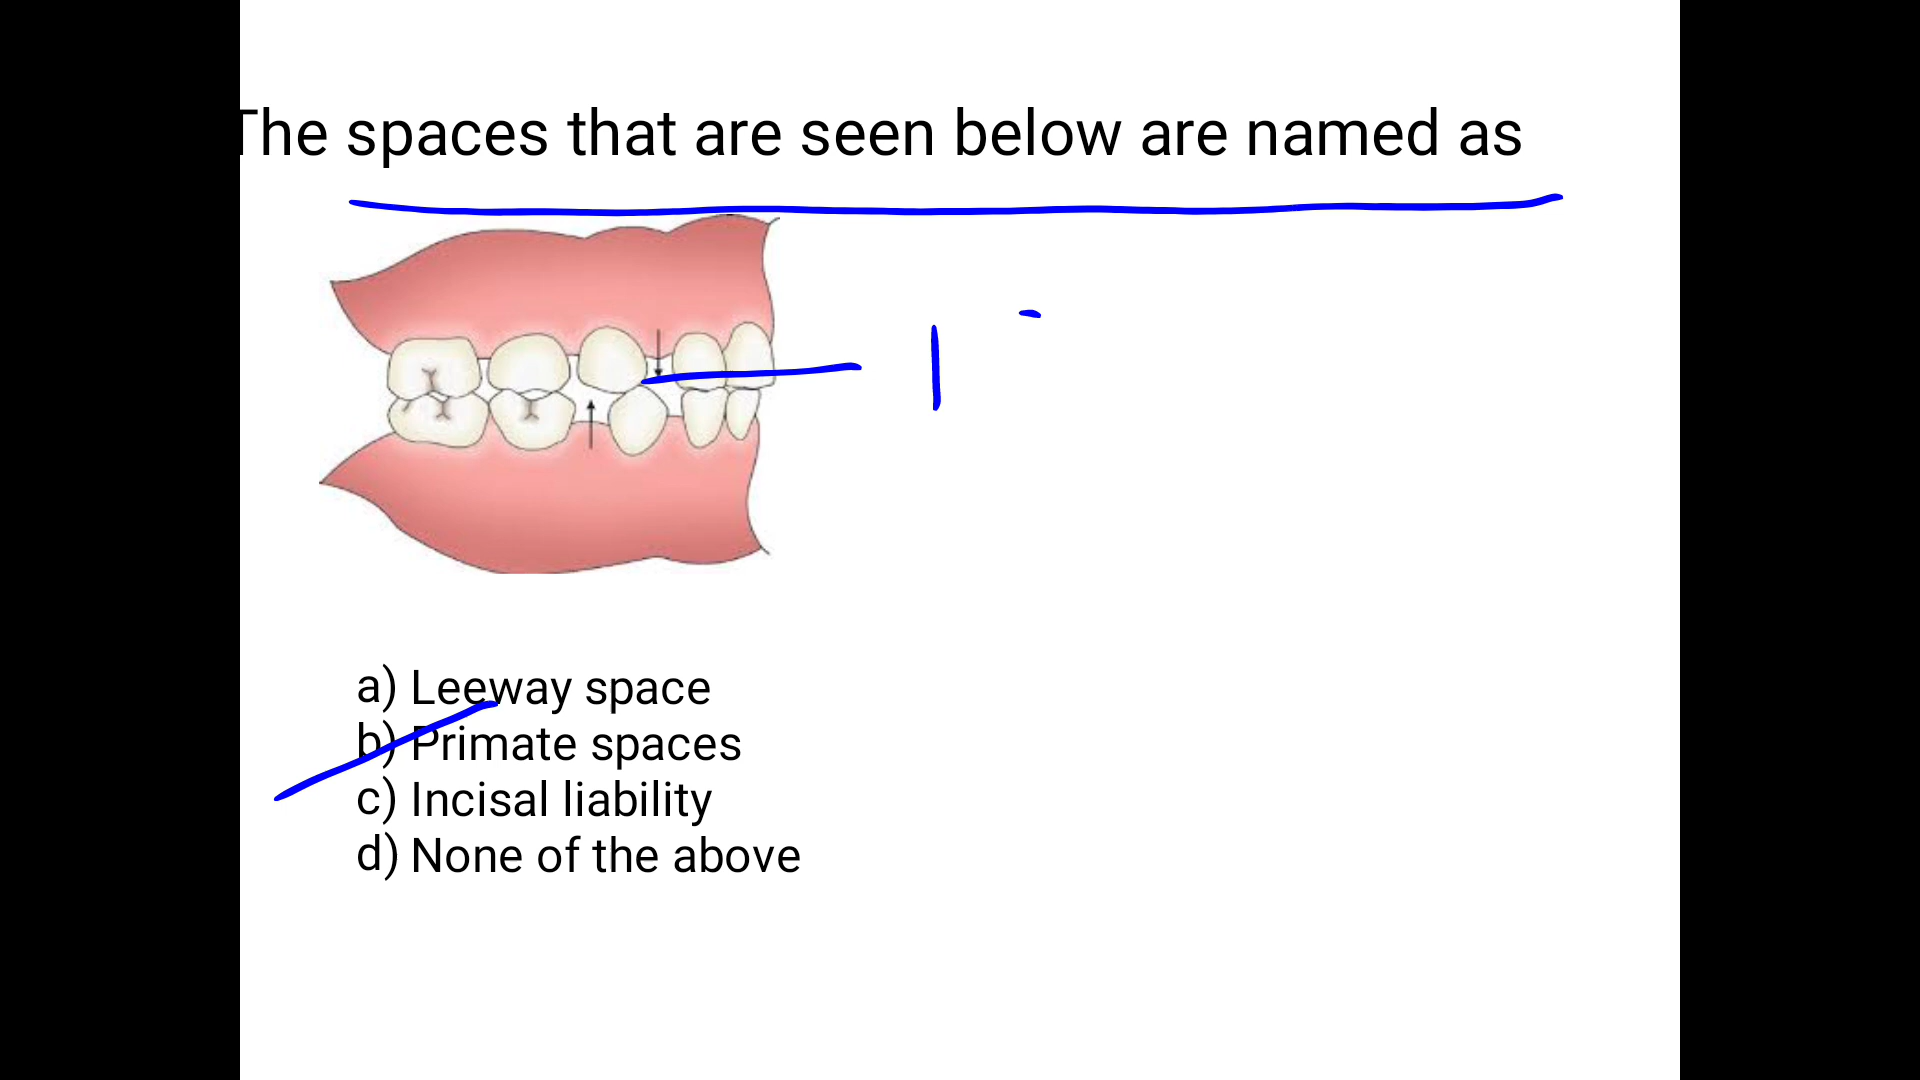 The spaces that are seen below are named as
a) Leeway space
b) Primate spaces
c) Incisal liability
d) None of the above